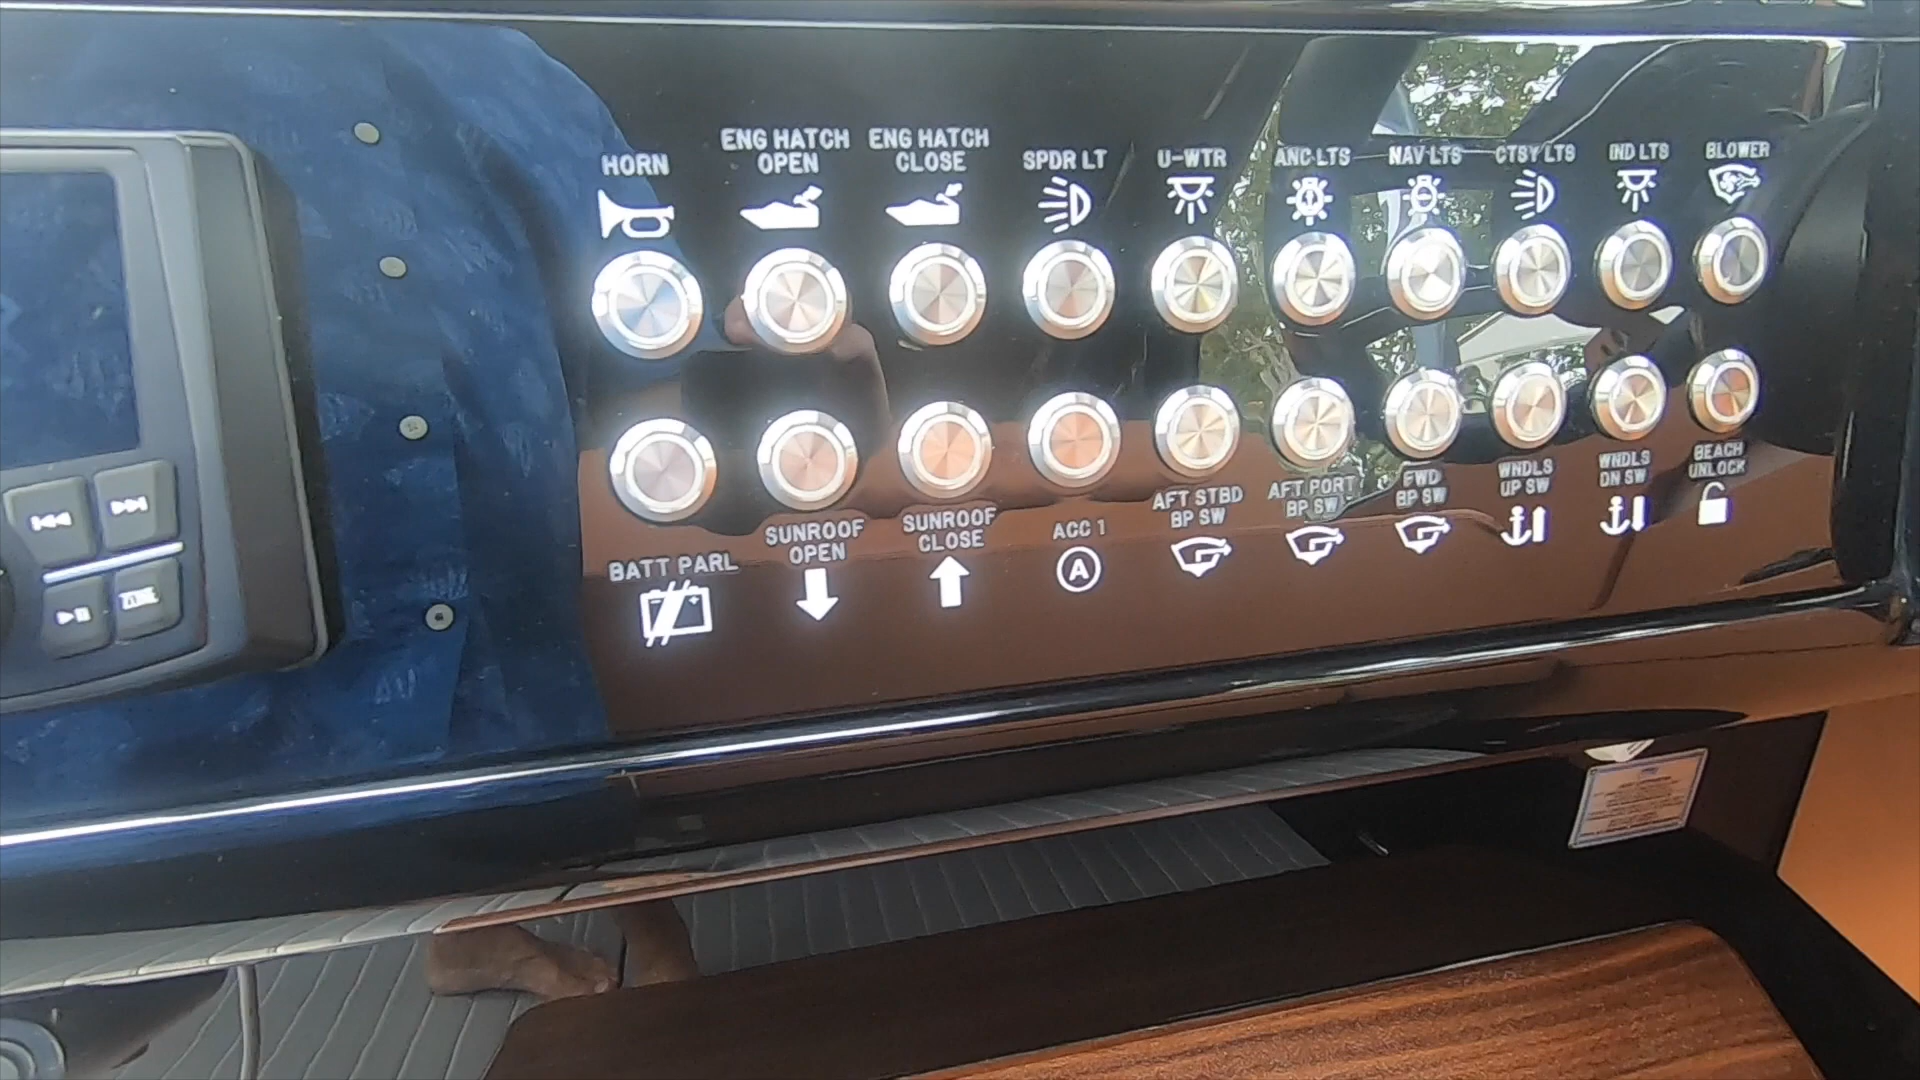 HORN
ENG HATCH
OPEN
ENG HATCH
CLOSE
SPDR LT
U-WTR
ANC LTS
NAV LTS
CTSY LTS
IND LTS
BLOWER
BATT PARL
SUNROOF
OPEN
SUNROOF
CLOSE
ACC 1
A
AFT STBD
BP SW
AFT PORT
BP SW
FWD
BP SW
WNDLS
UP SW
WNDLS
DN SW
BEACH
UNLOCK